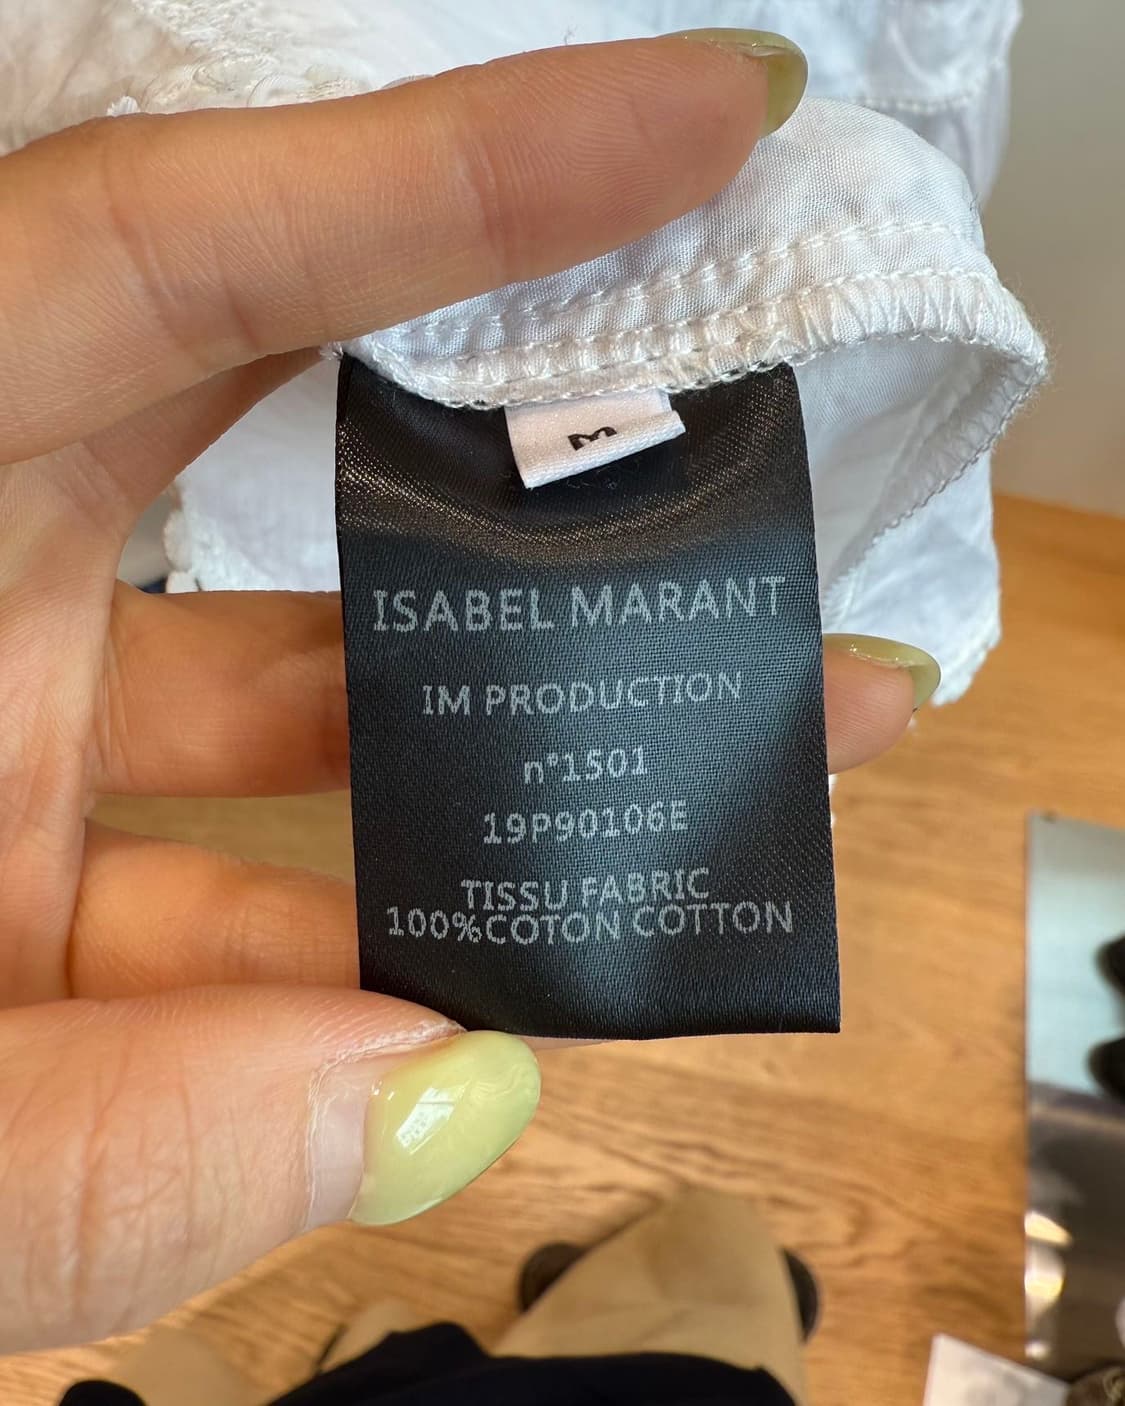 M
ISABEL MARANT
IM PRODUCTION
n°1501
19P90106E
TISSU FABRIC
100%COTON COTTON